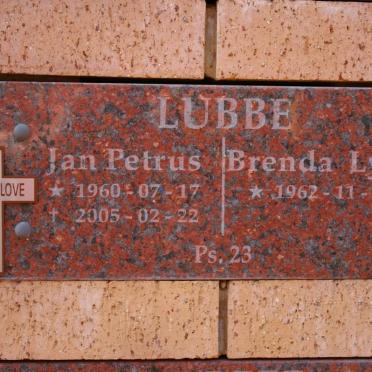 LUBBE
Jan Petrus Brenda
★ 1960-07-17 ★ 1962-11-
† 2005-02-22
LOVE
Ps. 23